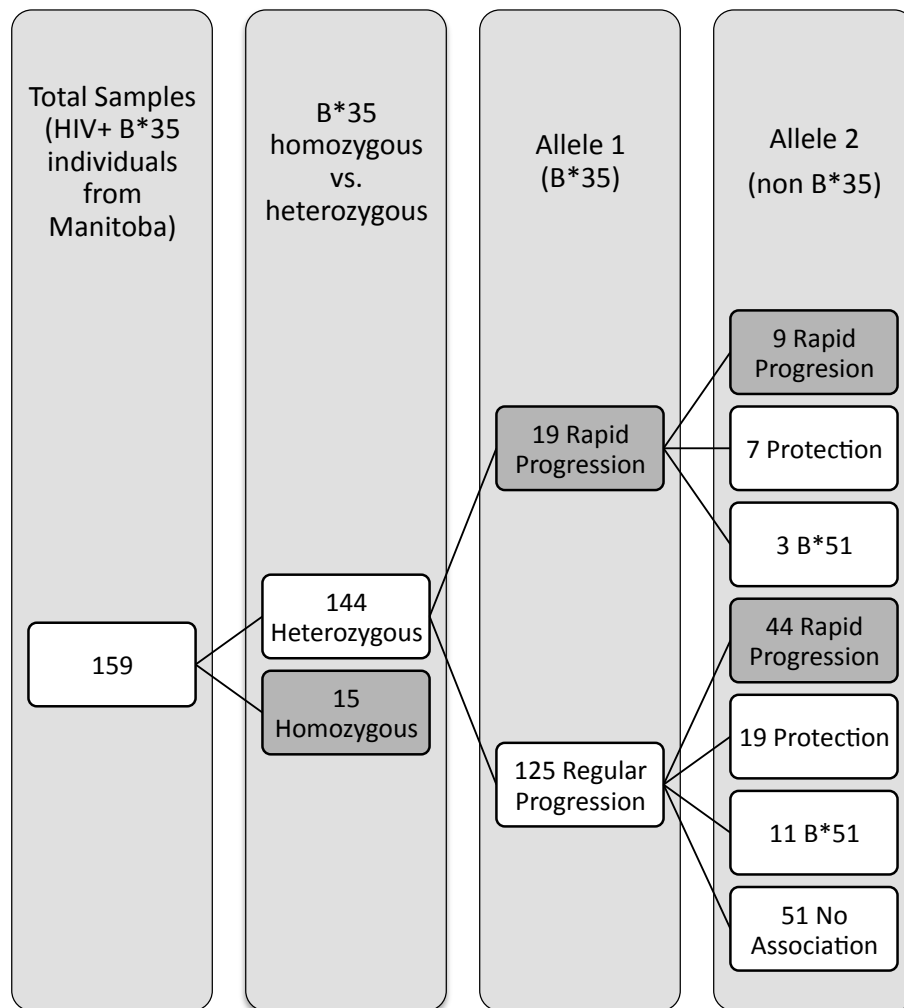 Total Samples
(HIV+ B*35
individuals
from
Manitoba)
B*35
homozygous
vs.
heterozygous
Allele 1
(B*35)
Allele 2
(non B*35)
159
144
Heterozygous
15
Homozygous
19 Rapid
Progression
125 Regular
Progression
9 Rapid
Progresion
7 Protection
3 B*51
44 Rapid
Progression
19 Protection
11 B*51
51 No
Association